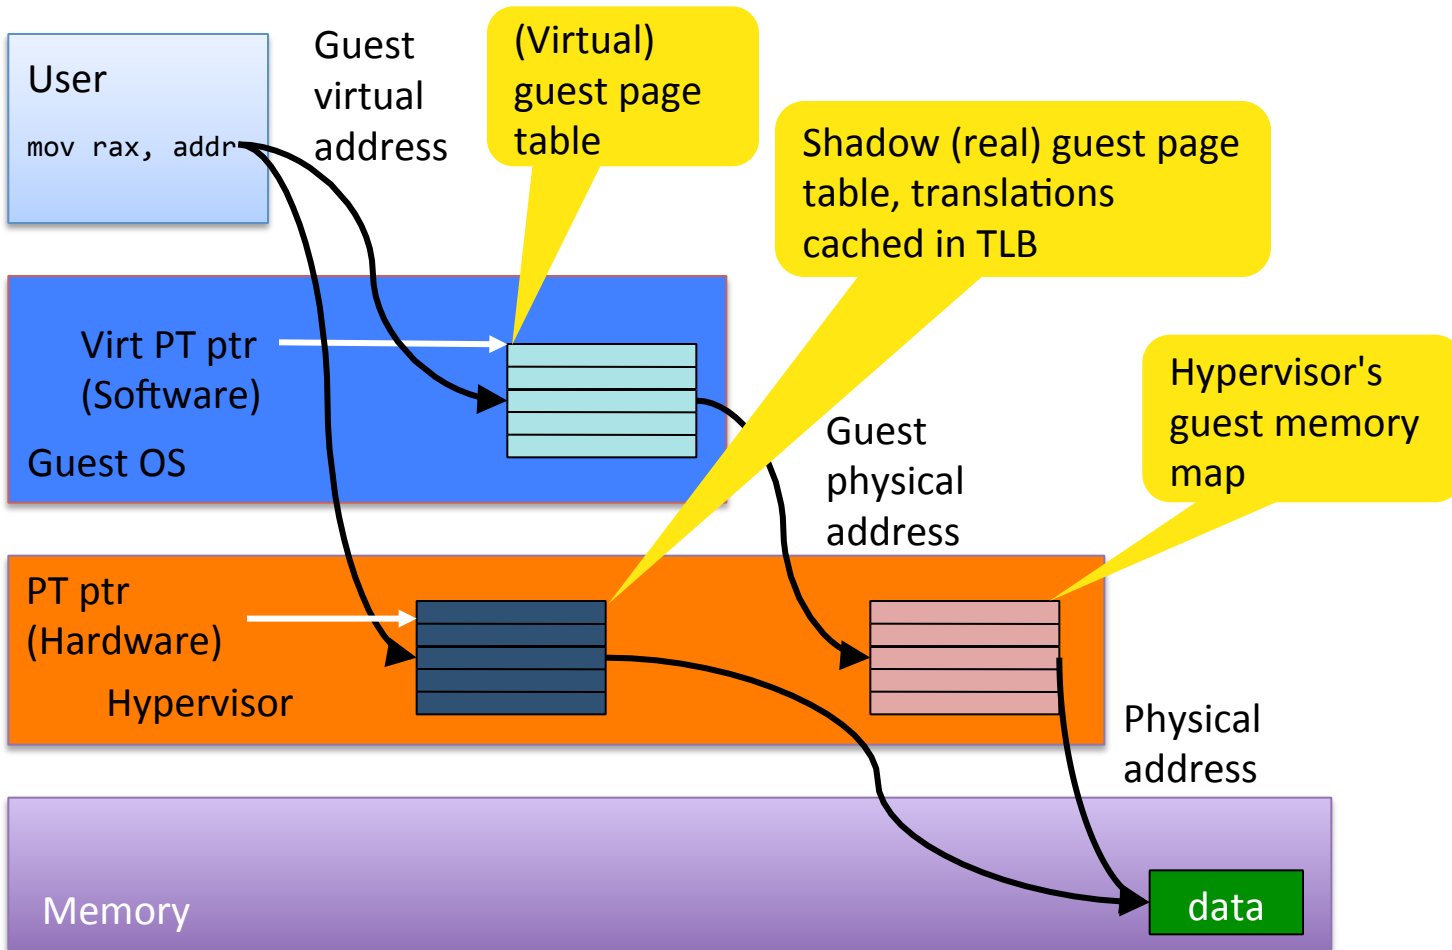 User
mov rax, addr
Guest
virtual
address
(Virtual)
guest page
table
Shadow (real) guest page
table, translations
cached in TLB
Virt PT ptr
(Software)
Guest OS
Guest
physical
address
Hypervisor's
guest memory
map
PT ptr
(Hardware)
Hypervisor
Physical
address
Memory
data